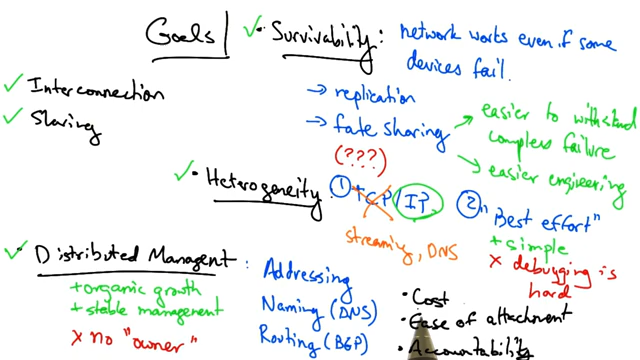 Goals
✓ Interconnection
✓ Sharing
✓ • Survivability : network works even if some
devices fail.
→ replication
→ fate sharing
(???)
→ easier to withstand
complex failure
→ easier engineering
✓ • Heterogeneity : ① TCP/IP
streaming, DNS
② "Best effort"
+ simple
x debugging is
hard
✓ • Distributed Managent :
+ organic growth
+ stable management
x no "owner"
Addressing
Naming (DNS)
Routing (BGP)
• Cost
• Ease of attachment
• Accountability